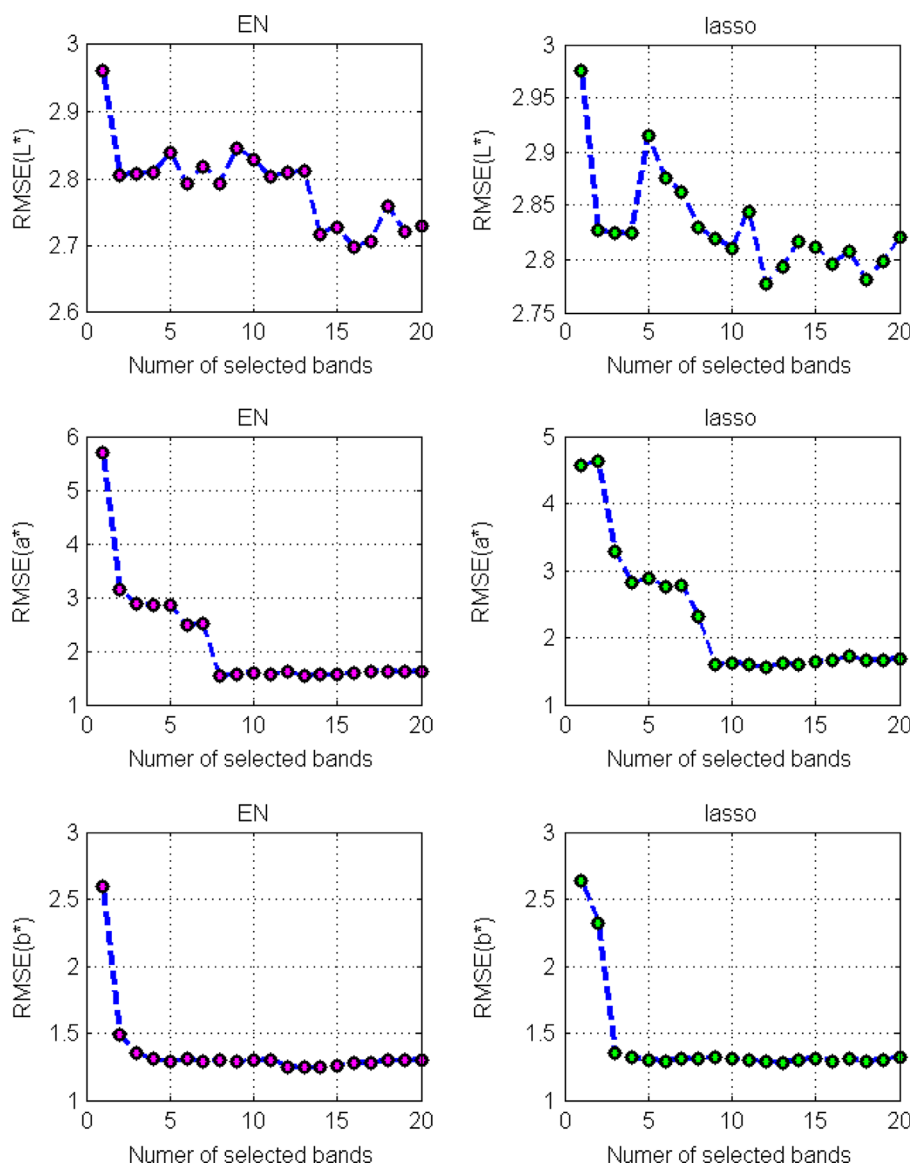 EN
3
2.9
2.8
2.7
2.6
RMSE(L*)
0 5 10 15 20
Numer of selected bands
lasso
3
2.95
2.9
2.85
2.8
2.75
RMSE(L*)
0 5 10 15 20
Numer of selected bands
EN
6
5
4
3
2
1
RMSE(a*)
0 5 10 15 20
Numer of selected bands
lasso
5
4
3
2
1
RMSE(a*)
0 5 10 15 20
Numer of selected bands
EN
3
2.5
2
1.5
1
RMSE(b*)
0 5 10 15 20
Numer of selected bands
lasso
3
2.5
2
1.5
1
RMSE(b*)
0 5 10 15 20
Numer of selected bands